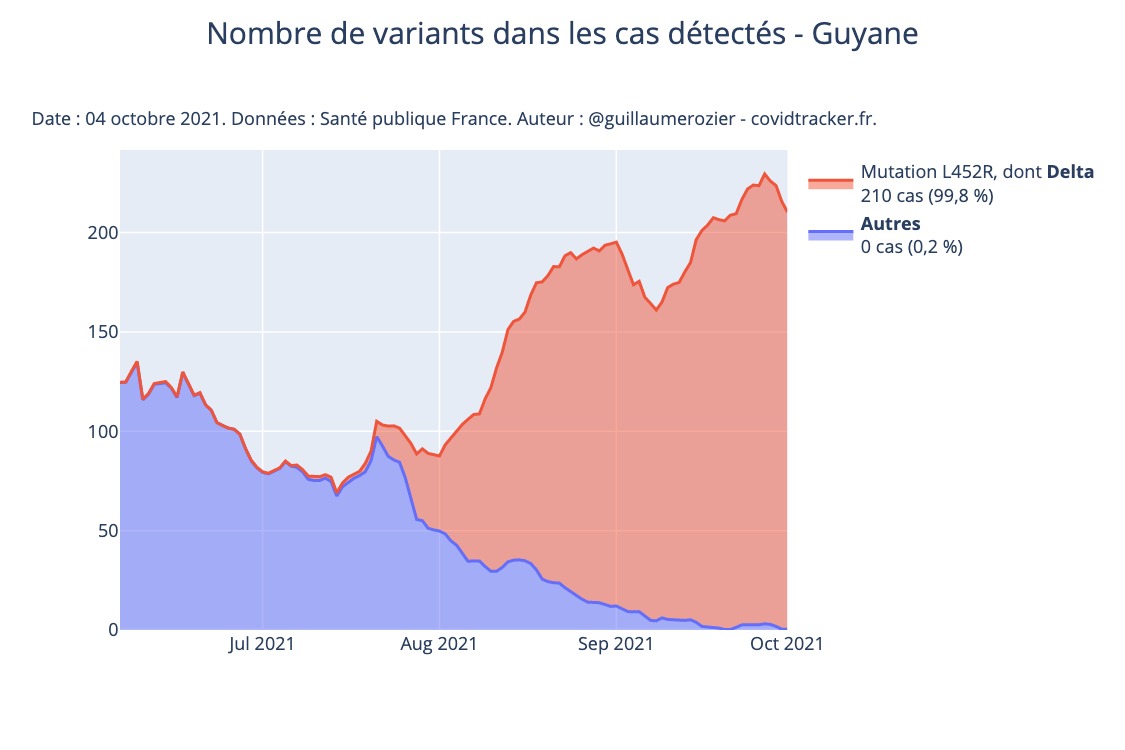 Nombre de variants dans les cas détectés - Guyane
Date : 04 octobre 2021. Données : Santé publique France. Auteur : @guillaumerozier - covidtracker.fr.
Mutation L452R, dont Delta
210 cas (99,8 %)
Autres
0 cas (0,2 %)
200
150
100
50
0
Jul 2021
Aug 2021
Sep 2021
Oct 2021